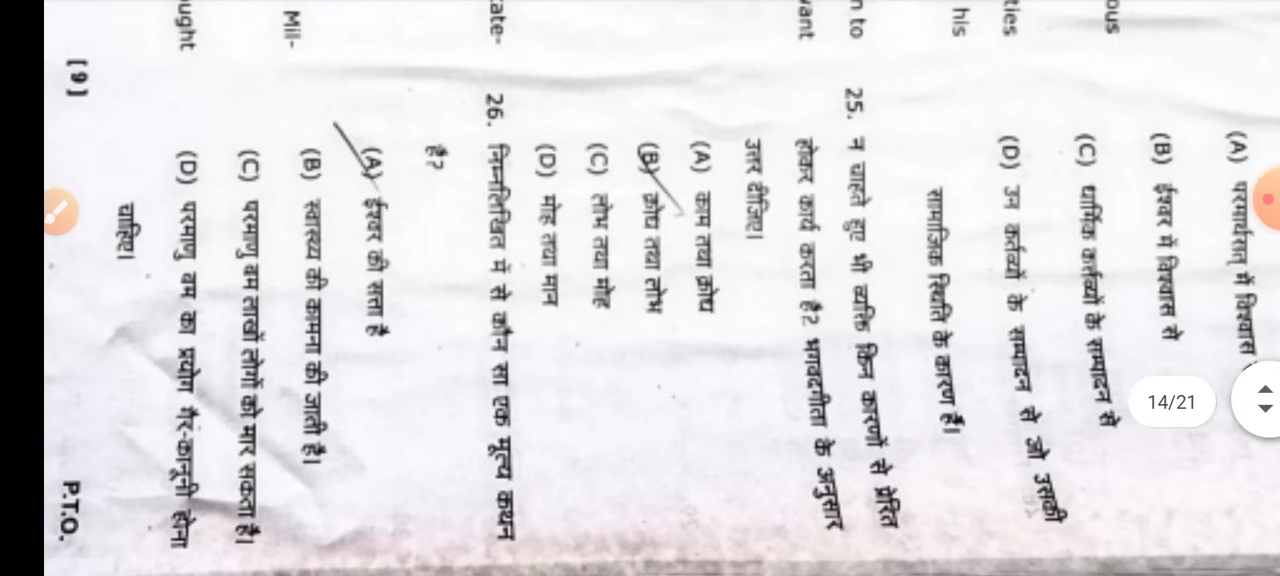 ous
ties
his
n to
vant
cate-
Mil-
ught
(A) परमार्थसत् में विश्वास
(B) ईश्वर में विश्वास से
(C) धार्मिक कर्तव्यों के सम्पादन से
(D) उन कर्तव्यों के सम्पादन से जो उसकी
सामाजिक स्थिति के कारण हैं।
25. न चाहते हुए भी व्यक्ति किन कारणों से प्रेरित
होकर कार्य करता है? भगवद्गीता के अनुसार
उत्तर दीजिए।
(A) काम तथा क्रोध
(B) क्रोध तथा लोभ
(C) लोभ तथा मोह
(D) मोह तथा मान
26. निम्नलिखित में से कौन सा एक मूल्य कथन
है?
(A) ईश्वर की सत्ता है
(B) स्वास्थ्य की कामना की जाती है।
(C) परमाणु बम लाखों लोगों को मार सकता है।
(D) परमाणु बम का प्रयोग गैर-कानूनी होना
चाहिए।
[ 9 ]
P.T.O.
14/21